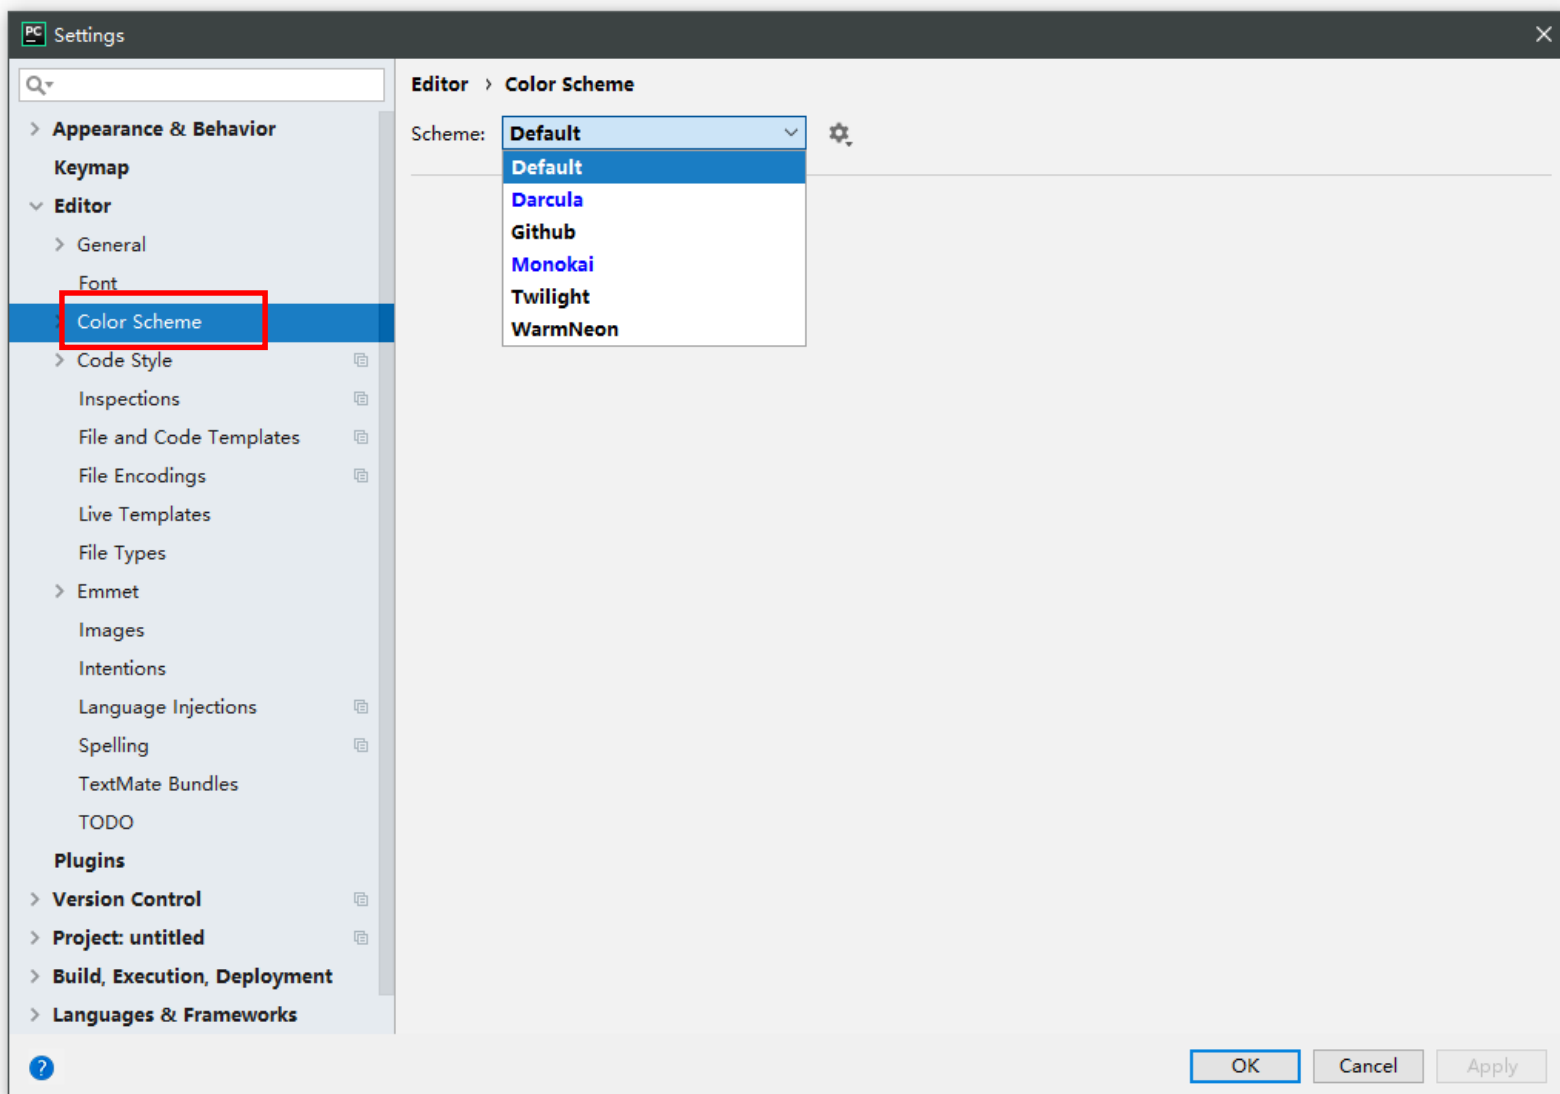 PC Settings
Appearance & Behavior
Keymap
Editor
General
Font
Color Scheme
Code Style
Inspections
File and Code Templates
File Encodings
Live Templates
File Types
Emmet
Images
Intentions
Language Injections
Spelling
TextMate Bundles
TODO
Plugins
Version Control
Project: untitled
Build, Execution, Deployment
Languages & Frameworks
Editor › Color Scheme
Scheme: Default
Default
Darcula
Github
Monokai
Twilight
WarmNeon
?
OK Cancel Apply